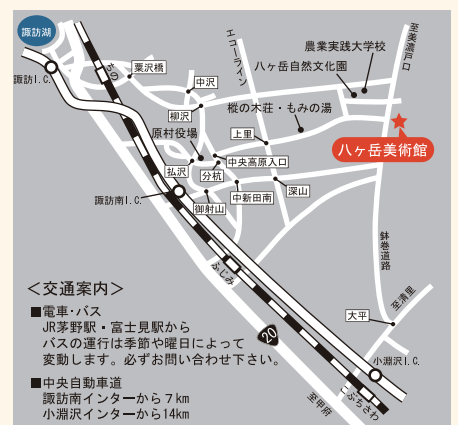 諏訪湖
諏訪I.C.
ちの
粟沢橋
中沢
柳沢
エコーライン
農業実践大学校
八ヶ岳自然文化園
至美濃戸口
樅の木荘・もみの湯
八ヶ岳美術館
原村役場
上里
中央高原入口
払沢
分杭
諏訪南I.C.
御射山
中新田南
深山
鉢巻道路
ふじみ
至清里
大平
20
小淵沢I.C.
こぶちさわ
至甲府
<交通案内>
■電車・バス
JR茅野駅・富士見駅から
バスの運行は季節や曜日によって
変動します。必ずお問い合わせ下さい。
■中央自動車道
諏訪南インターから7km
小淵沢インターから14km